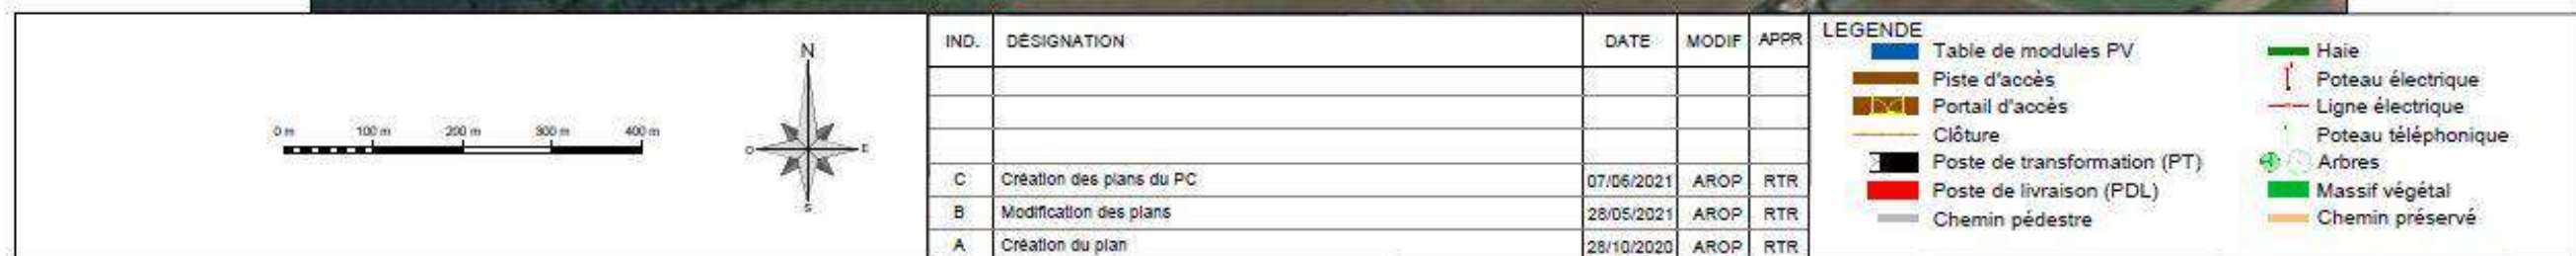 N
O E
S
0 m 100 m 200 m 300 m 400 m
IND. DÉSIGNATION DATE MODIF APPR
C Création des plans du PC 07/06/2021 AROP RTR
B Modification des plans 28/05/2021 AROP RTR
A Création du plan 28/10/2020 AROP RTR
LEGENDE
Table de modules PV
Piste d'accès
Portail d'accès
Clôture
Poste de transformation (PT)
Poste de livraison (PDL)
Chemin pédestre
Haie
Poteau électrique
Ligne électrique
Poteau téléphonique
Arbres
Massif végétal
Chemin préservé